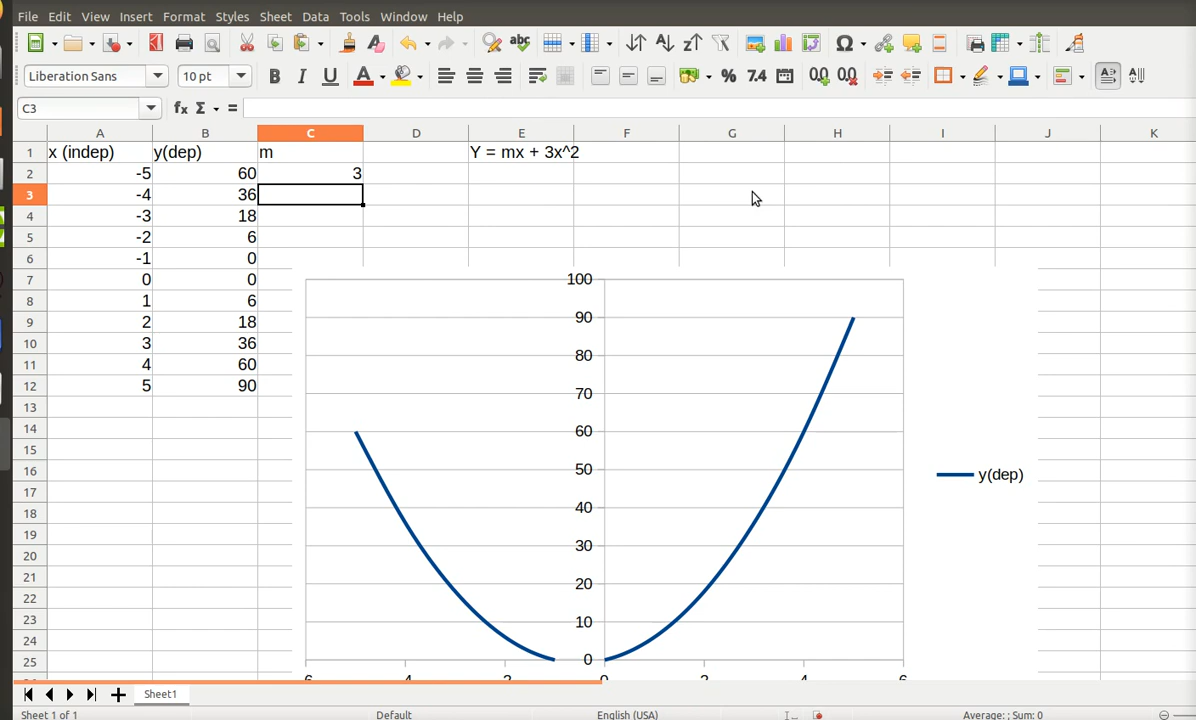 File Edit View Insert Format Styles Sheet Data Tools Window Help
Liberation Sans 10 pt
C3
A B C D E F G H I J K
1 x (indep) y(dep) m Y = mx + 3x^2
2 -5 60 3
3 -4 36
4 -3 18
5 -2 6
6 -1 0
7 0 0
8 1 6
9 2 18
10 3 36
11 4 60
12 5 90
13
14
15
16
17
18
19
20
21
22
23
24
25
100
90
80
70
60
50
40
30
20
10
0
y(dep)
Sheet1
Sheet 1 of 1 Default English (USA) Average: ; Sum: 0